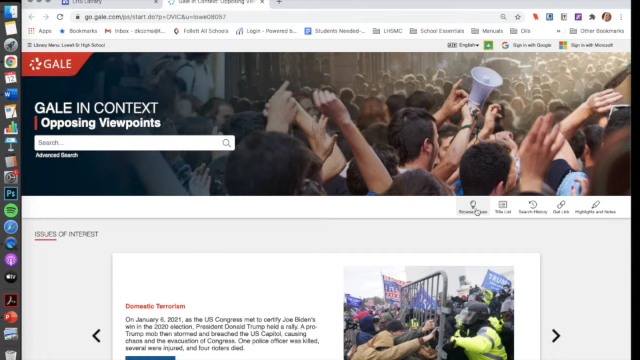 LHS Library
Gale In Context: Opposing View
go.gale.com/ps/start.do?p=OVIC&u=lowe08057
Apps
Bookmarks
Inbox
Follett All Schools
Login - Powered b...
Students Needed-...
LHSMC
School Essentials
Manuals
Other Bookmarks
Library Menu: Lowell Sr High School
English
Sign in with Google
Sign in with Microsoft
GALE
GALE IN CONTEXT
Opposing Viewpoints
Search...
Advanced Search
Title List
Search History
Get Link
Highlights and Notes
ISSUES OF INTEREST
Domestic Terrorism
On January 6, 2021, as the US Congress met to certify Joe Biden's
win in the 2020 election, President Donald Trump held a rally. A pro-
Trump mob then stormed and breached the US Capitol, causing
chaos and the evacuation of Congress. One police officer was killed,
several were injured, and four rioters died.
TRUMP